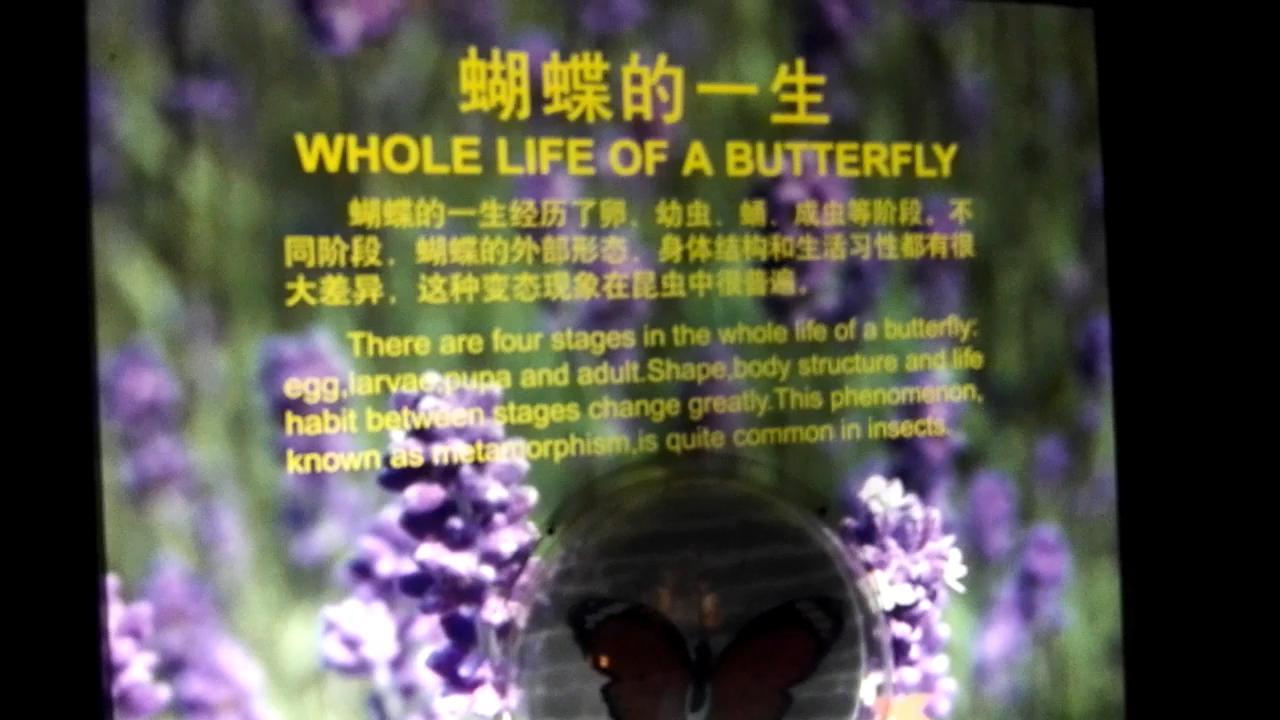 蝴蝶的一生
WHOLE LIFE OF A BUTTERFLY
蝴蝶的一生经历了卵、幼虫、蛹、成虫等阶段。不
同阶段，蝴蝶的外部形态、身体结构和生活习性都有很
大差异，这种变态现象在昆虫中很普遍。
There are four stages in the whole life of a butterfly:
egg,larvae,pupa and adult.Shape,body structure and life
habit between stages change greatly.This phenomenon,
known as metamorphism,is quite common in insects.